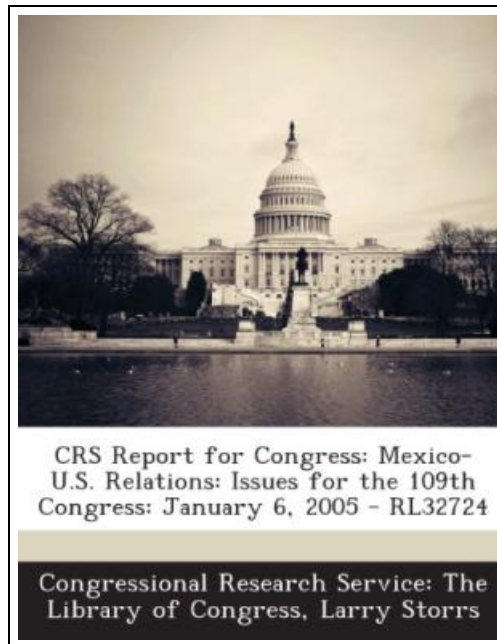 CRS Report for Congress: Mexico-
U.S. Relations: Issues for the 109th
Congress: January 6, 2005 - RL32724
Congressional Research Service: The
Library of Congress, Larry Storrs